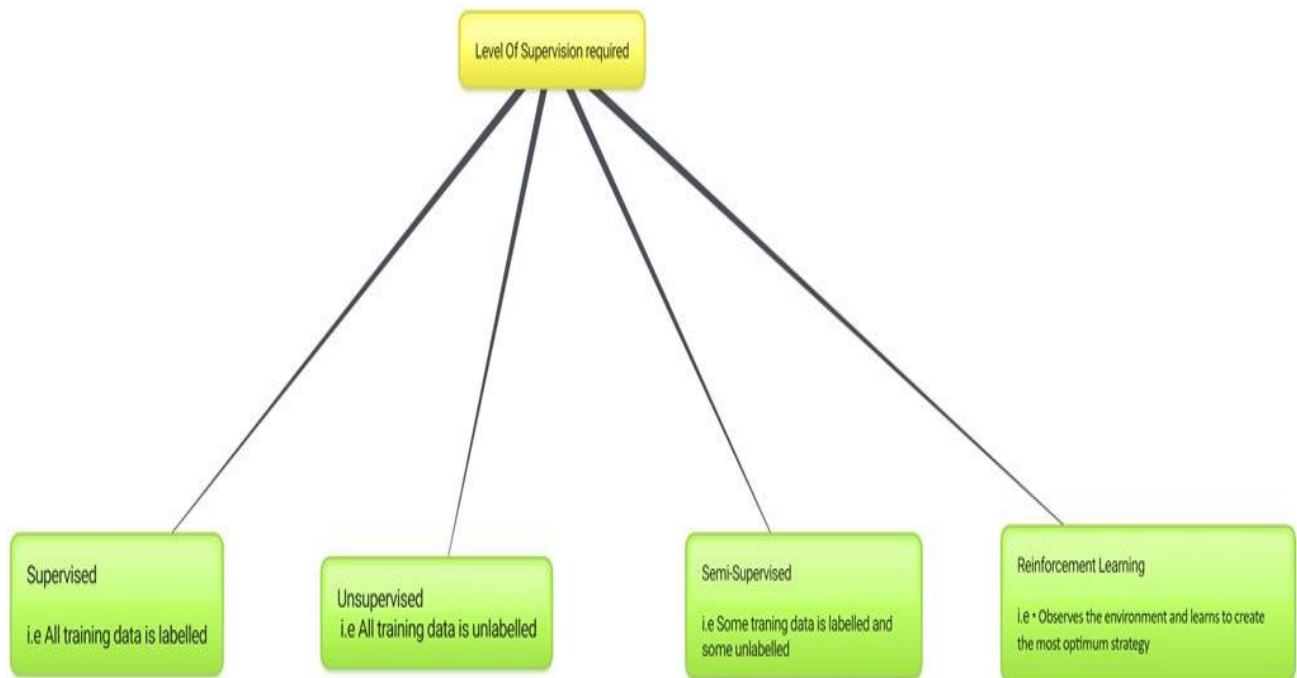 Level Of Supervision required
Supervised
i.e All training data is labelled
Unsupervised
i.e All training data is unlabelled
Semi-Supervised
i.e Some traning data is labelled and
some unlabelled
Reinforcement Learning
i.e • Observes the environment and learns to create
the most optimum strategy